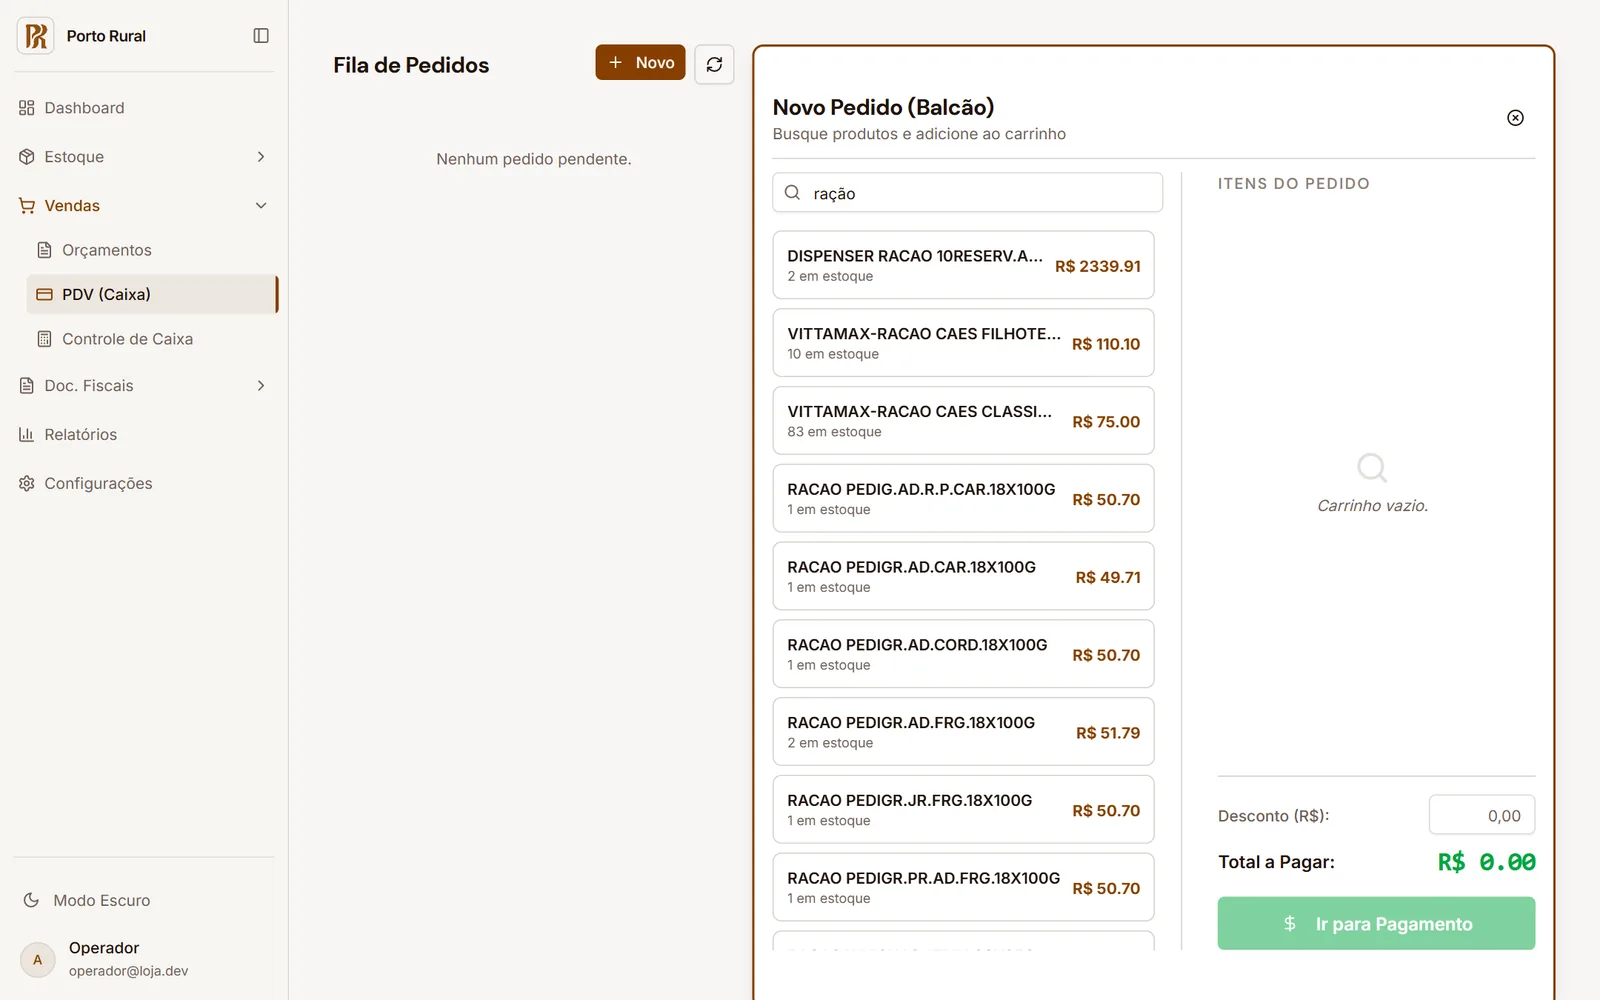 Porto Rural
Dashboard
Estoque
Vendas
Orçamentos
PDV (Caixa)
Controle de Caixa
Doc. Fiscais
Relatórios
Configurações
Modo Escuro
A
Operador
operador@loja.dev
Fila de Pedidos
+ Novo
Nenhum pedido pendente.
Novo Pedido (Balcão)
Busque produtos e adicione ao carrinho
ração
DISPENSER RACAO 10RESERV.A... R$ 2339.91
2 em estoque
VITTAMAX-RACAO CAES FILHOTE... R$ 110.10
10 em estoque
VITTAMAX-RACAO CAES CLASSI... R$ 75.00
83 em estoque
RACAO PEDIG.AD.R.P.CAR.18X100G R$ 50.70
1 em estoque
RACAO PEDIGR.AD.CAR.18X100G R$ 49.71
1 em estoque
RACAO PEDIGR.AD.CORD.18X100G R$ 50.70
1 em estoque
RACAO PEDIGR.AD.FRG.18X100G R$ 51.79
2 em estoque
RACAO PEDIGR.JR.FRG.18X100G R$ 50.70
1 em estoque
RACAO PEDIGR.PR.AD.FRG.18X100G R$ 50.70
1 em estoque
ITENS DO PEDIDO
Carrinho vazio.
Desconto (R$): 0,00
Total a Pagar: R$ 0.00
$ Ir para Pagamento